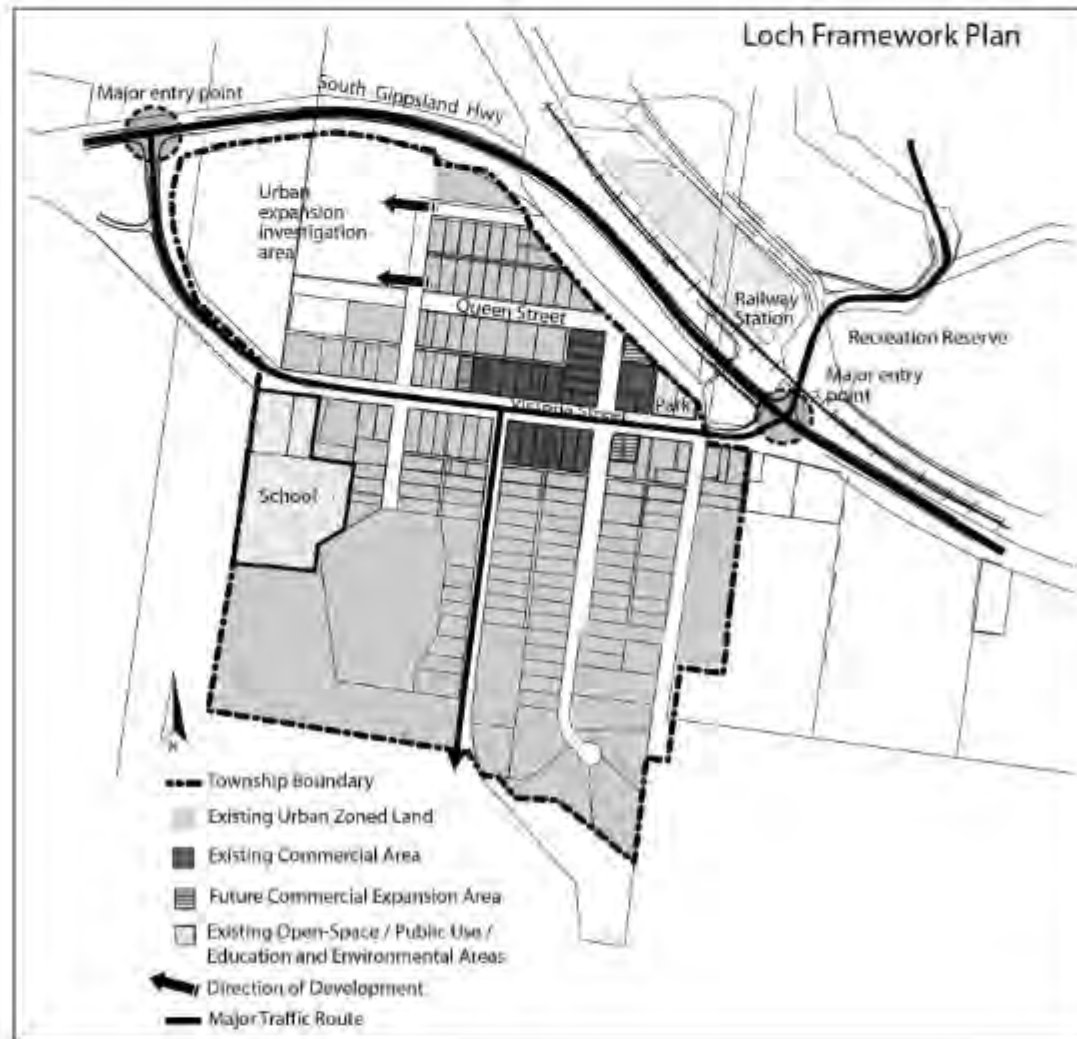 Loch Framework Plan
Major entry point
South Gippsland Hwy
Urban
expansion
investigation
area
Queen Street
Railway
Station
Recreation Reserve
Major entry
point
Victoria Street
Park
School
N
Township Boundary
Existing Urban Zoned Land
Existing Commercial Area
Future Commercial Expansion Area
Existing Open-Space / Public Use /
Education and Environmental Areas
Direction of Development
Major Traffic Route